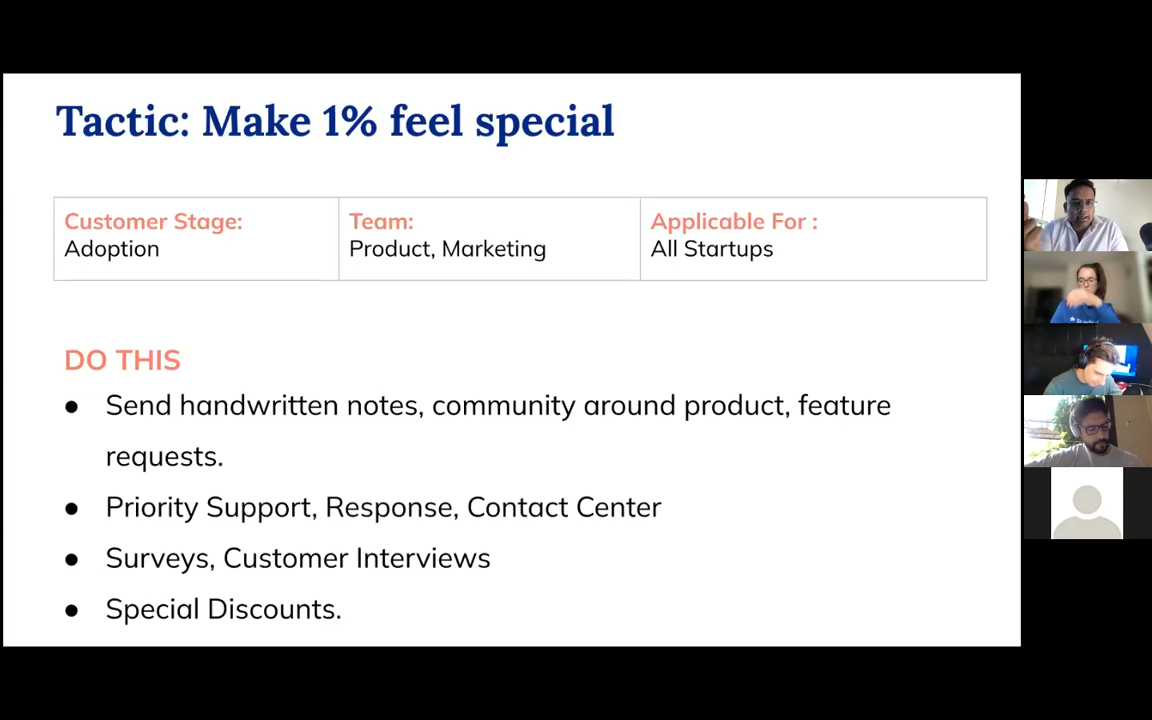 Tactic: Make 1% feel special
Customer Stage:
Adoption
Team:
Product, Marketing
Applicable For :
All Startups
DO THIS
● Send handwritten notes, community around product, feature
requests.
● Priority Support, Response, Contact Center
● Surveys, Customer Interviews
● Special Discounts.